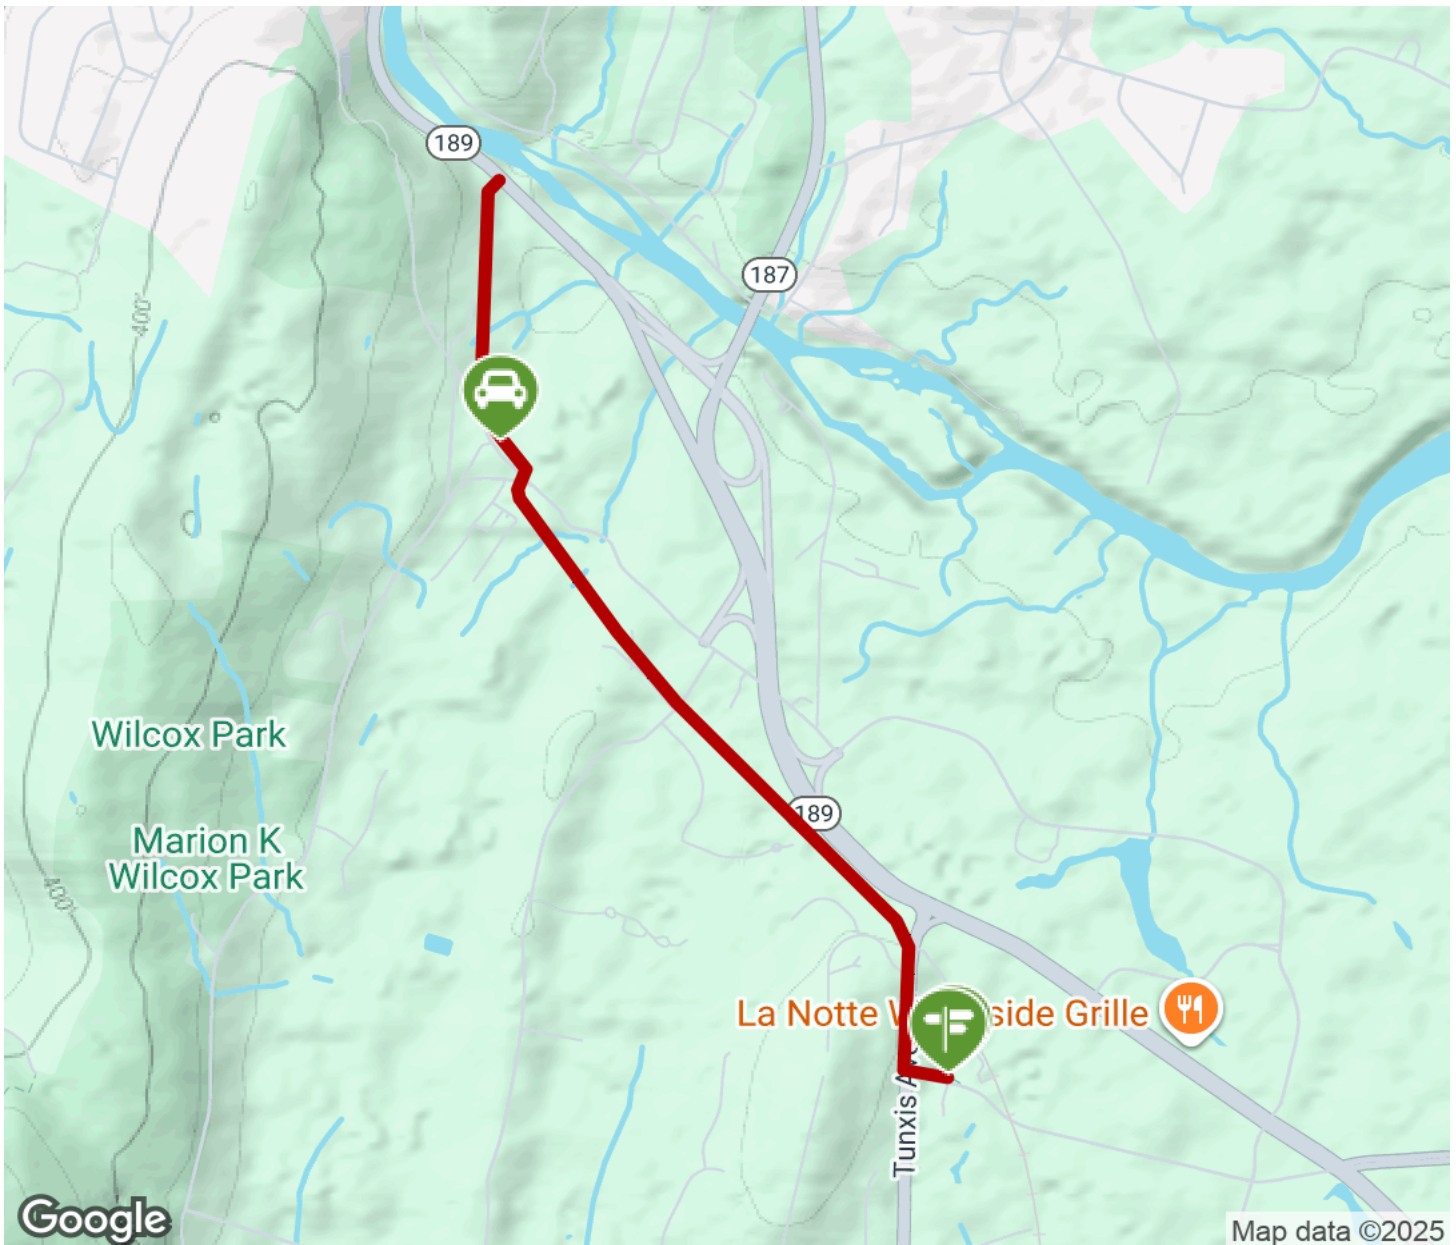 189
187
400'
Wilcox Park
189
Marion K
Wilcox Park
400'
La Notte W
side Grille
Tunxis Ave
Google
Map data ©2025